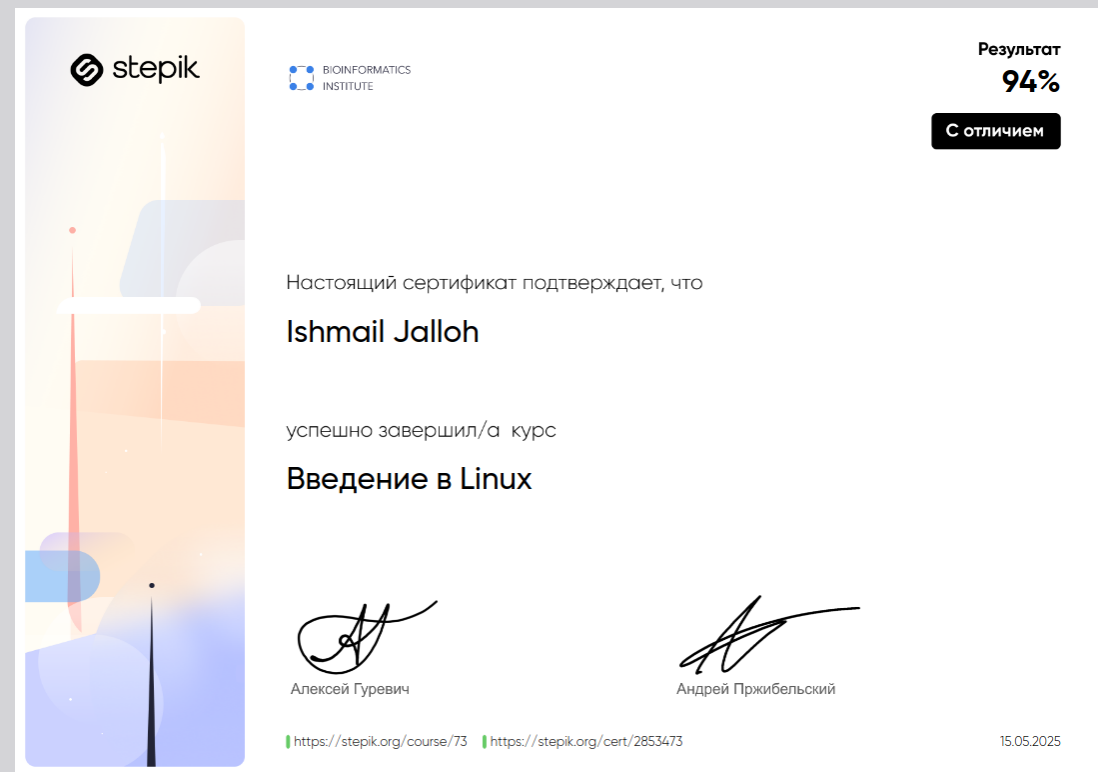 stepik
BIOINFORMATICS
INSTITUTE
Результат
94%
С отличием
Настоящий сертификат подтверждает, что
Ishmail Jalloh
успешно завершил/а курс
Введение в Linux
Алексей Гуревич
Андрей Пржибельский
https://stepik.org/course/73
https://stepik.org/cert/2853473
15.05.2025